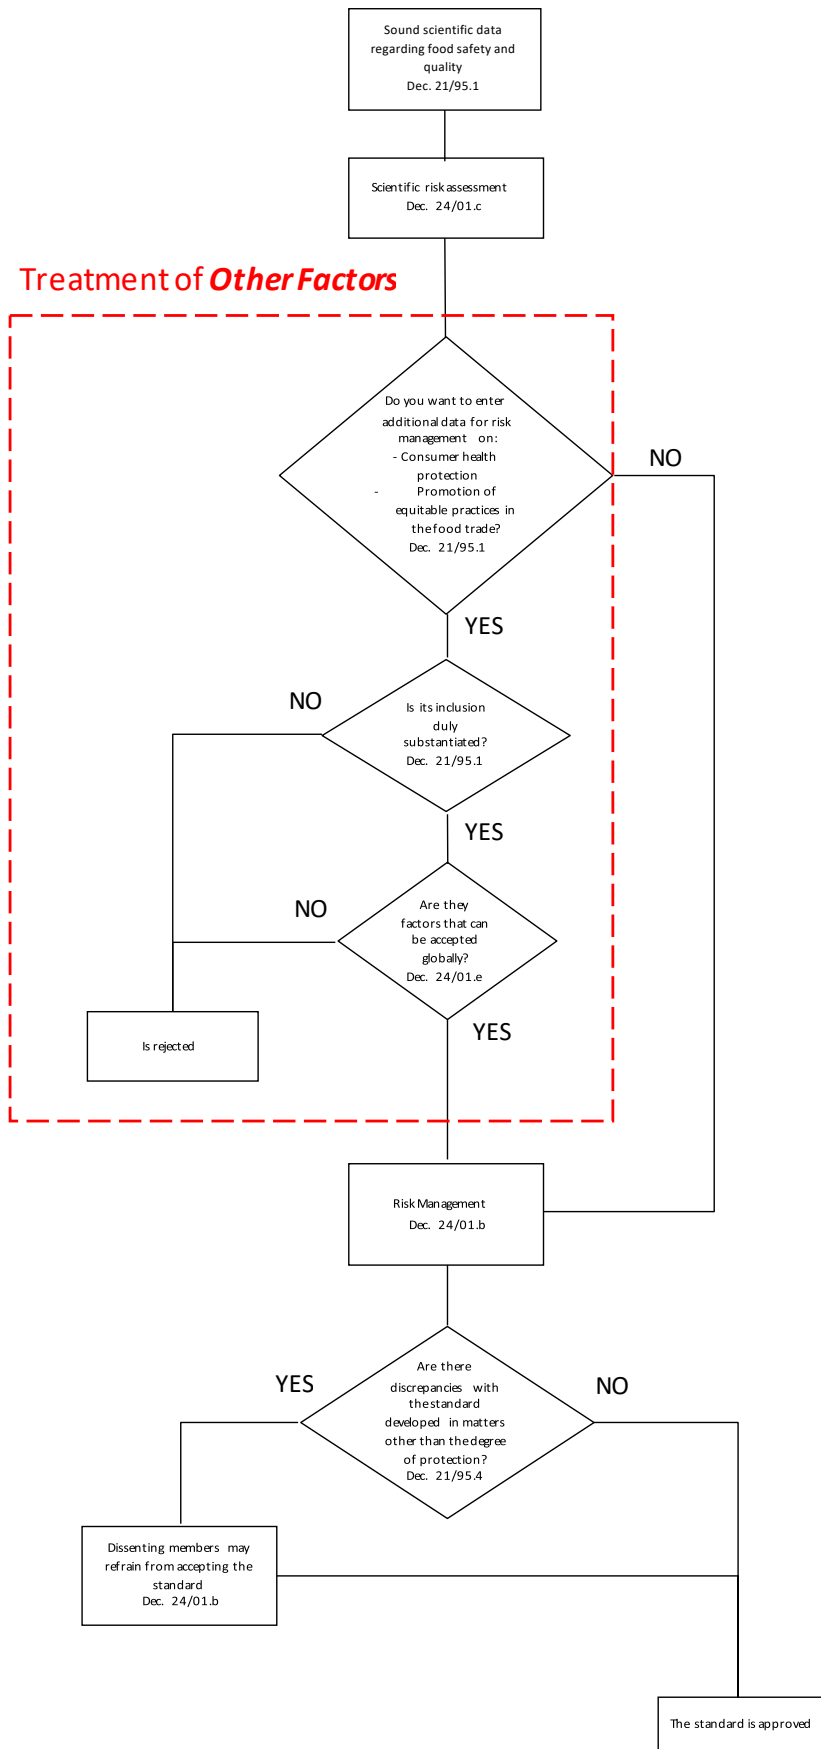 Sound scientific data
regarding food safety and
quality
Dec. 21/95.1
Scientific risk assessment
Dec. 24/01.c
Treatment of Other Factors
Do you want to enter
additional data for risk
management on:
- Consumer health
protection
- Promotion of
equitable practices in
the food trade?
Dec. 21/95.1
NO
YES
NO
Is its inclusion
duly
substantiated?
Dec. 21/95.1
YES
NO
Are they
factors that can
be accepted
globally?
Dec. 24/01.e
YES
Is rejected
Risk Management
Dec. 24/01.b
YES
Are there
discrepancies with
the standard
developed in matters
other than the degree
of protection?
Dec. 21/95.4
NO
Dissenting members may
refrain from accepting the
standard
Dec. 24/01.b
The standard is approved